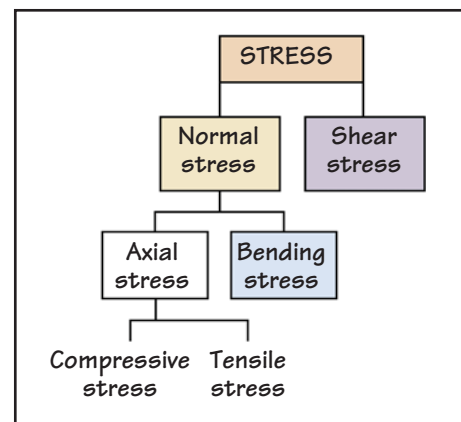 STRESS
Normal
stress
Shear
stress
Axial
stress
Bending
stress
Compressive
stress
Tensile
stress